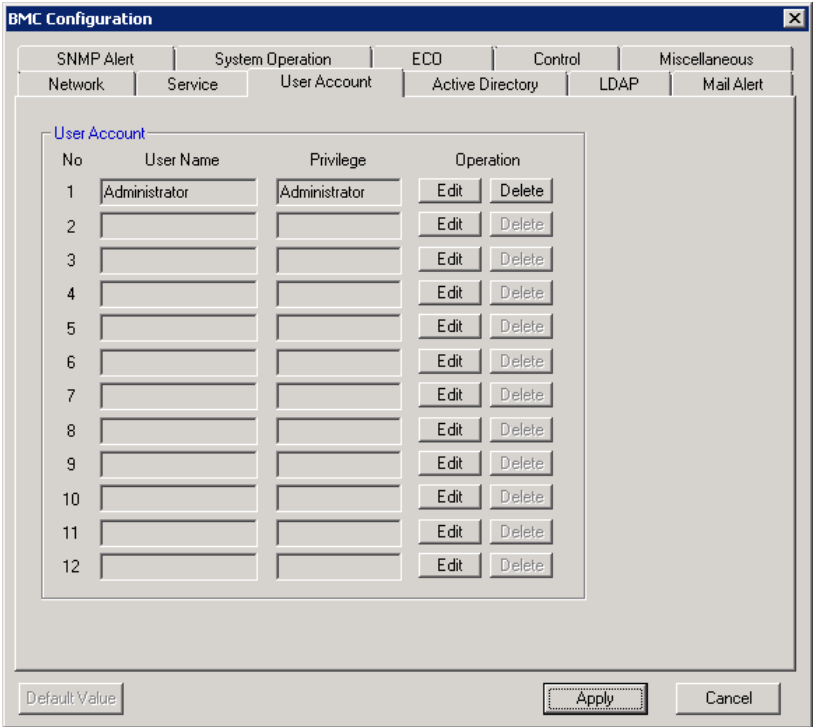 BMC Configuration
SNMP Alert System Operation ECO Control Miscellaneous
Network Service User Account Active Directory LDAP Mail Alert
User Account
No User Name Privilege Operation
1 Administrator Administrator Edit Delete
2 Edit Delete
3 Edit Delete
4 Edit Delete
5 Edit Delete
6 Edit Delete
7 Edit Delete
8 Edit Delete
9 Edit Delete
10 Edit Delete
11 Edit Delete
12 Edit Delete
Default Value Apply Cancel